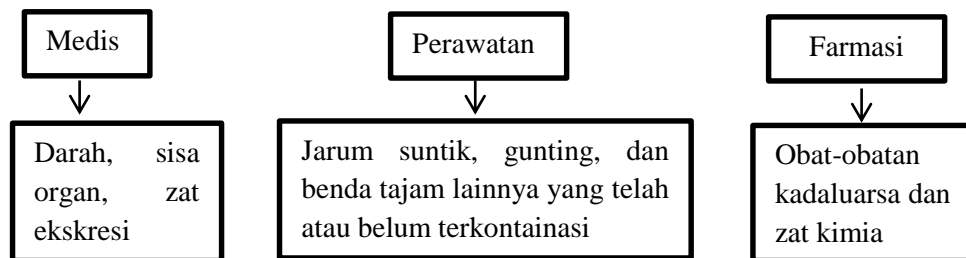 Medis
Perawatan
Farmasi
Darah, sisa
organ, zat
ekskresi
Jarum suntik, gunting, dan
benda tajam lainnya yang telah
atau belum terkontainasi
Obat-obatan
kadaluarsa dan
zat kimia